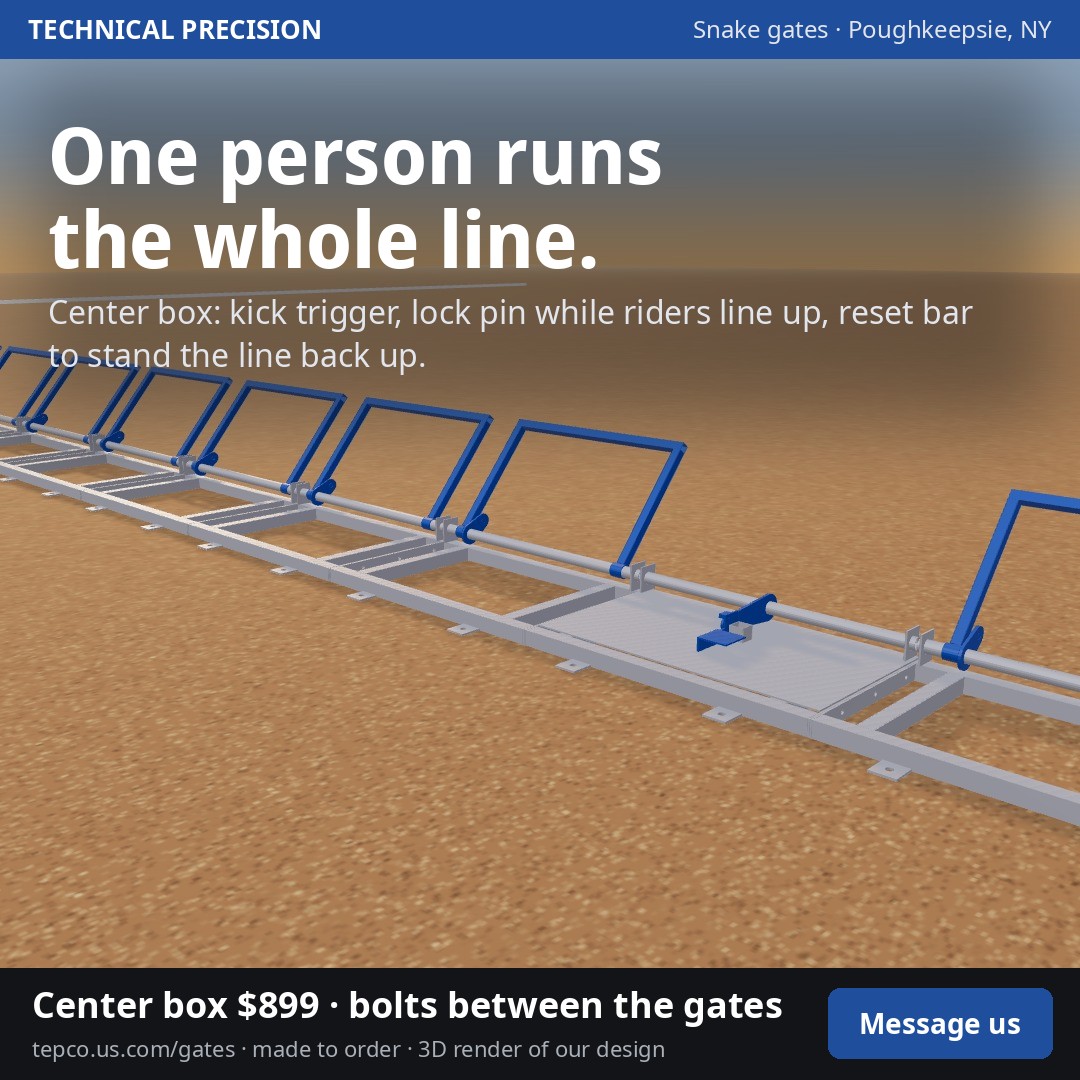 TECHNICAL PRECISION
Snake gates · Poughkeepsie, NY
One person runs
the whole line.
Center box: kick trigger, lock pin while riders line up, reset bar
to stand the line back up.
Center box $899 · bolts between the gates
tepco.us.com/gates · made to order · 3D render of our design
Message us